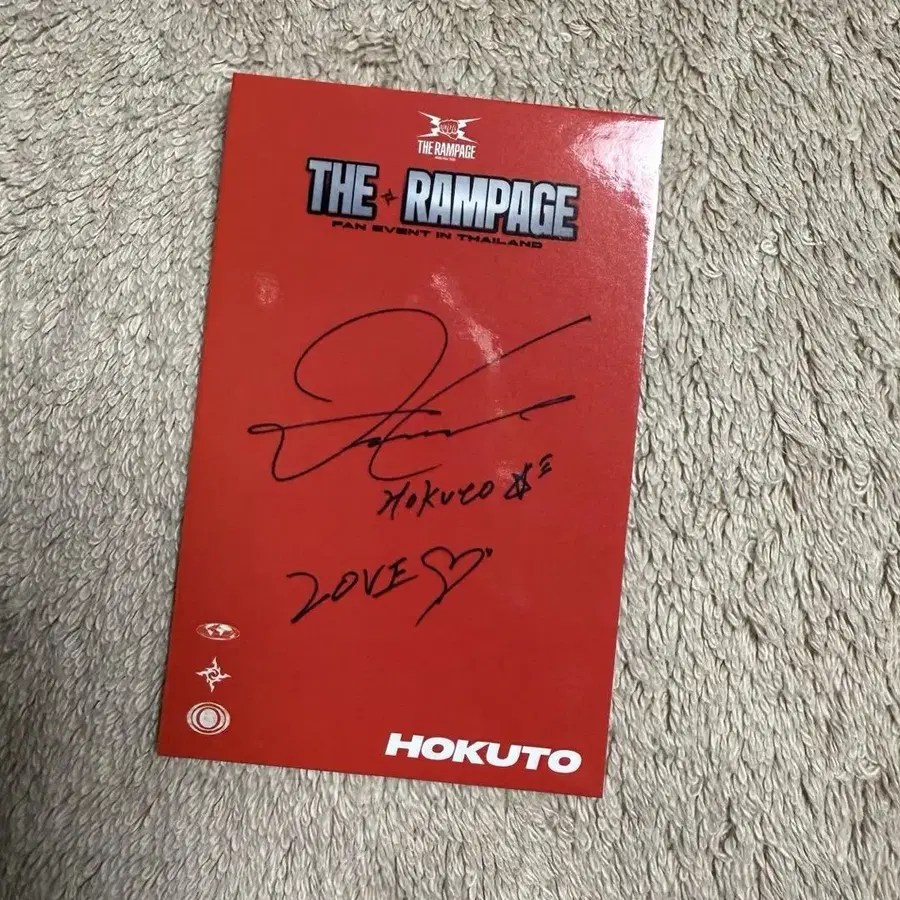 THE RAMPAGE
THE RAMPAGE
FAN EVENT IN THAILAND
HOKUTO
LOVE
HOKUTO